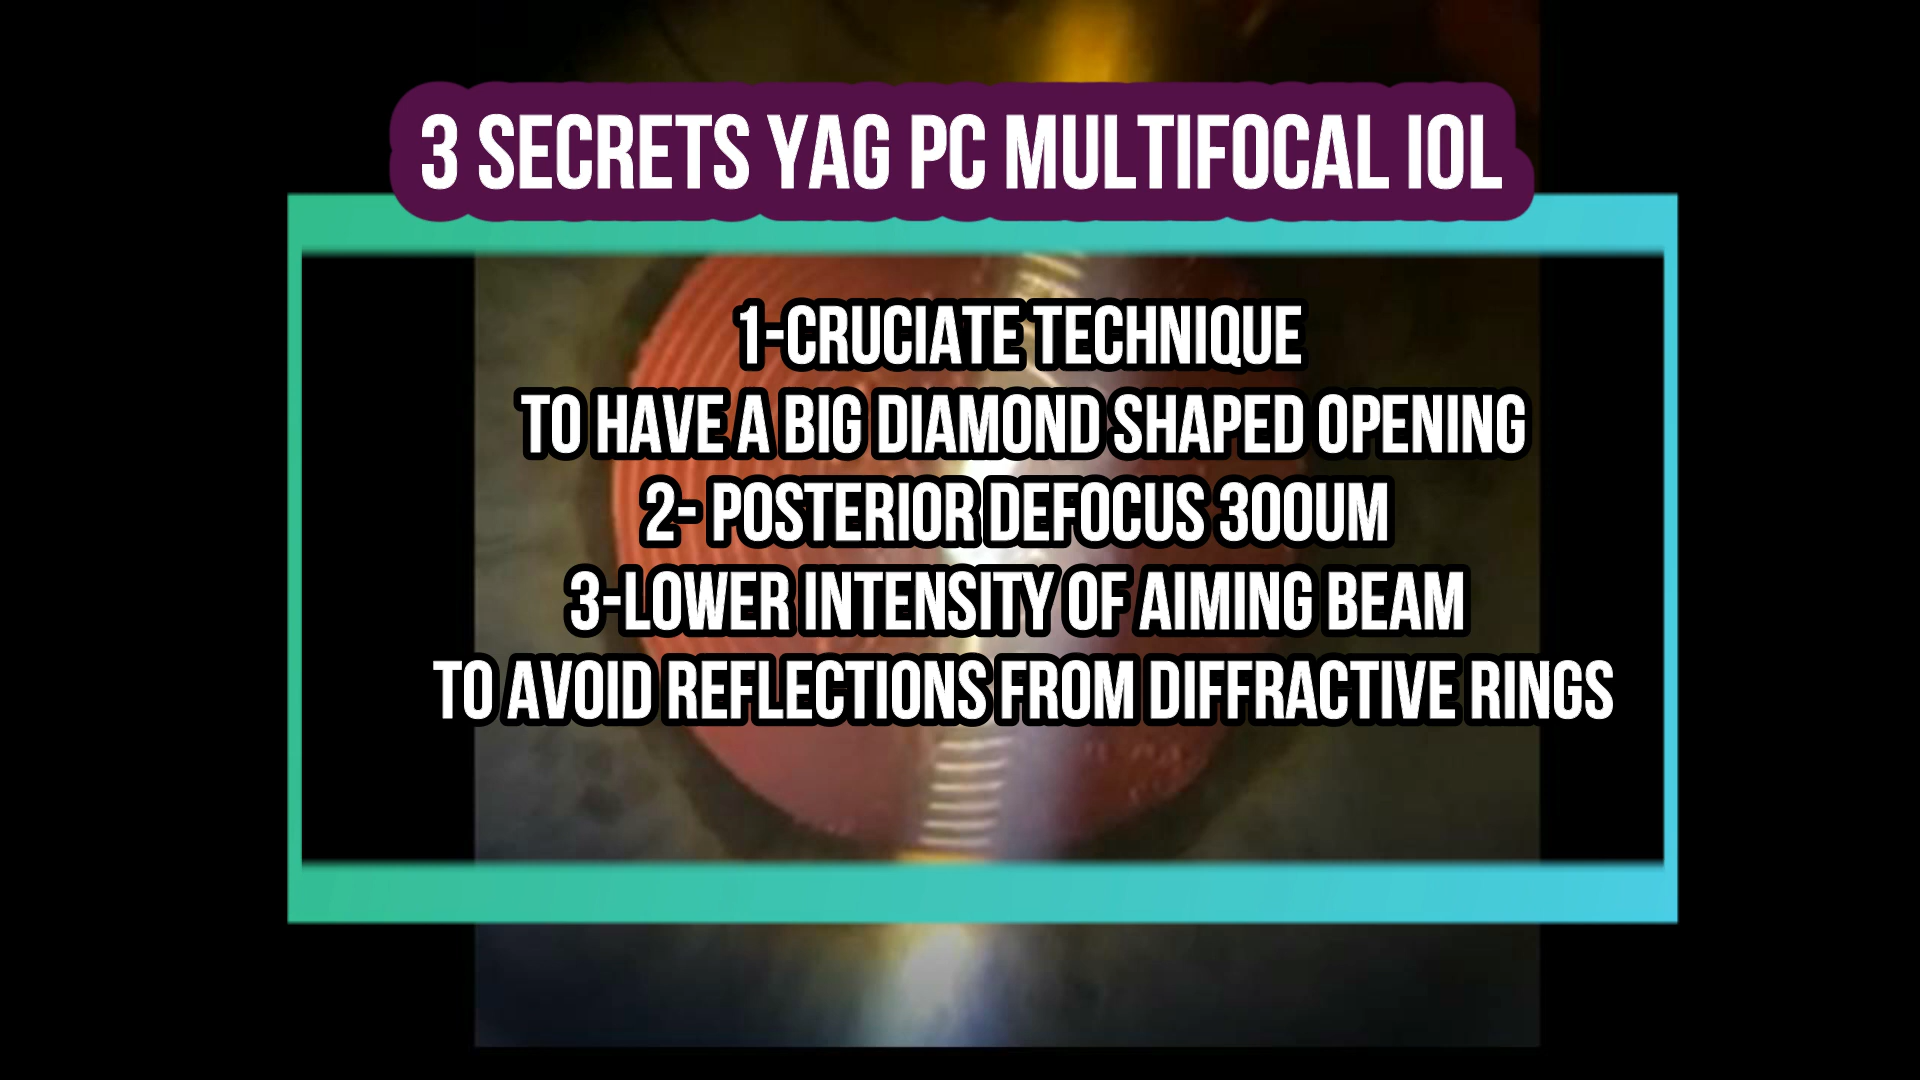 3 SECRETS YAG PC MULTIFOCAL IOL
1-CRUCIATE TECHNIQUE
TO HAVE A BIG DIAMOND SHAPED OPENING
2- POSTERIOR DEFOCUS 300UM
3-LOWER INTENSITY OF AIMING BEAM
TO AVOID REFLECTIONS FROM DIFFRACTIVE RINGS